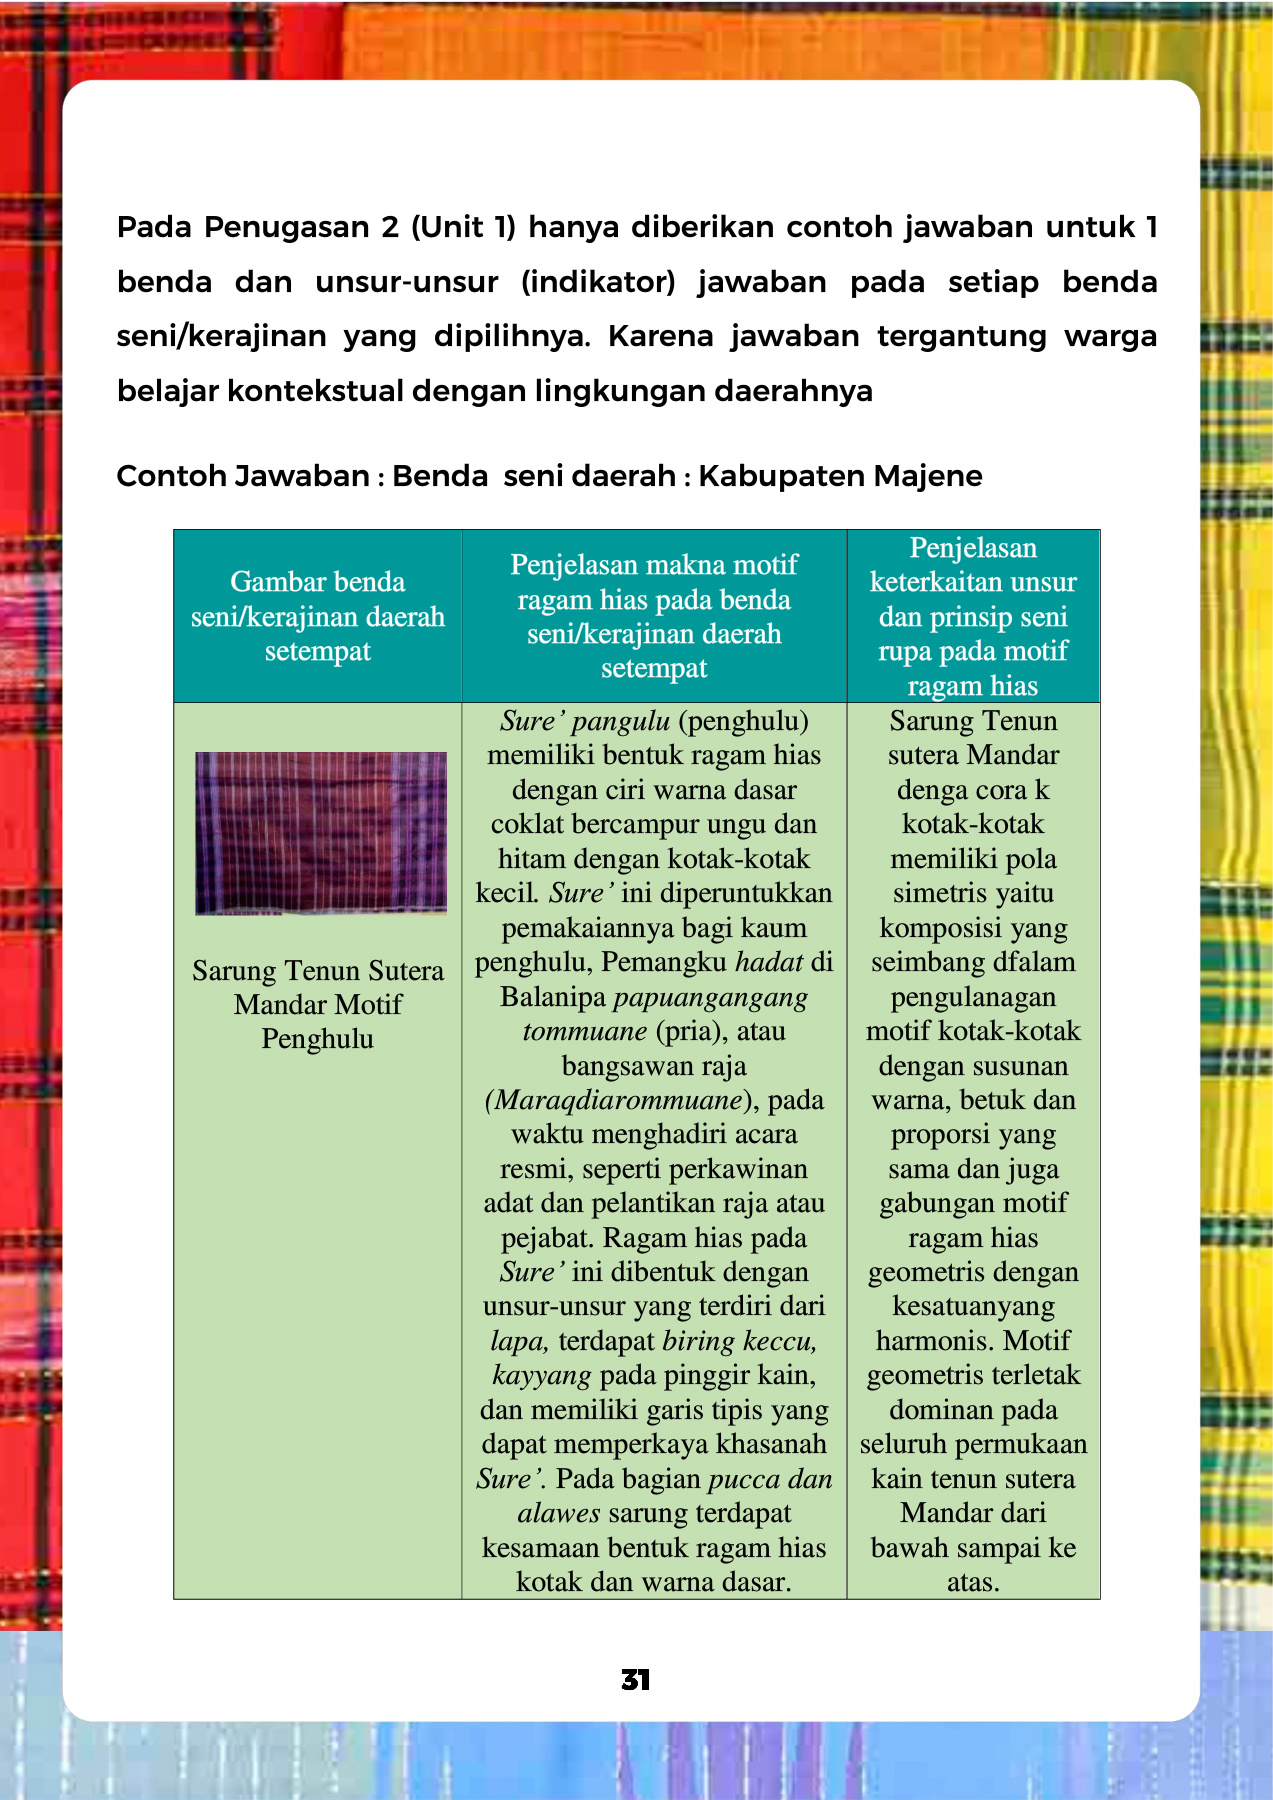 Pada Penugasan 2 (Unit 1) hanya diberikan contoh jawaban untuk 1
benda dan unsur-unsur (indikator) jawaban pada setiap benda
seni/kerajinan yang dipilihnya. Karena jawaban tergantung warga
belajar kontekstual dengan lingkungan daerahnya
Contoh Jawaban : Benda seni daerah : Kabupaten Majene
Gambar benda
seni/kerajinan daerah
setempat
Penjelasan makna motif
ragam hias pada benda
seni/kerajinan daerah
setempat
Penjelasan
keterkaitan unsur
dan prinsip seni
rupa pada motif
ragam hias
Sarung Tenun Sutera
Mandar Motif
Penghulu
Sure’ pangulu (penghulu)
memiliki bentuk ragam hias
dengan ciri warna dasar
coklat bercampur ungu dan
hitam dengan kotak-kotak
kecil. Sure’ ini diperuntukkan
pemakaiannya bagi kaum
penghulu, Pemangku hadat di
Balanipa papuangangang
tommuane (pria), atau
bangsawan raja
(Maraqdiarommuane), pada
waktu menghadiri acara
resmi, seperti perkawinan
adat dan pelantikan raja atau
pejabat. Ragam hias pada
Sure’ ini dibentuk dengan
unsur-unsur yang terdiri dari
lapa, terdapat biring keccu,
kayyang pada pinggir kain,
dan memiliki garis tipis yang
dapat memperkaya khasanah
Sure’. Pada bagian pucca dan
alawes sarung terdapat
kesamaan bentuk ragam hias
kotak dan warna dasar.
Sarung Tenun
sutera Mandar
denga cora k
kotak-kotak
memiliki pola
simetris yaitu
komposisi yang
seimbang dfalam
pengulanagan
motif kotak-kotak
dengan susunan
warna, betuk dan
proporsi yang
sama dan juga
gabungan motif
ragam hias
geometris dengan
kesatuanyang
harmonis. Motif
geometris terletak
dominan pada
seluruh permukaan
kain tenun sutera
Mandar dari
bawah sampai ke
atas.
31